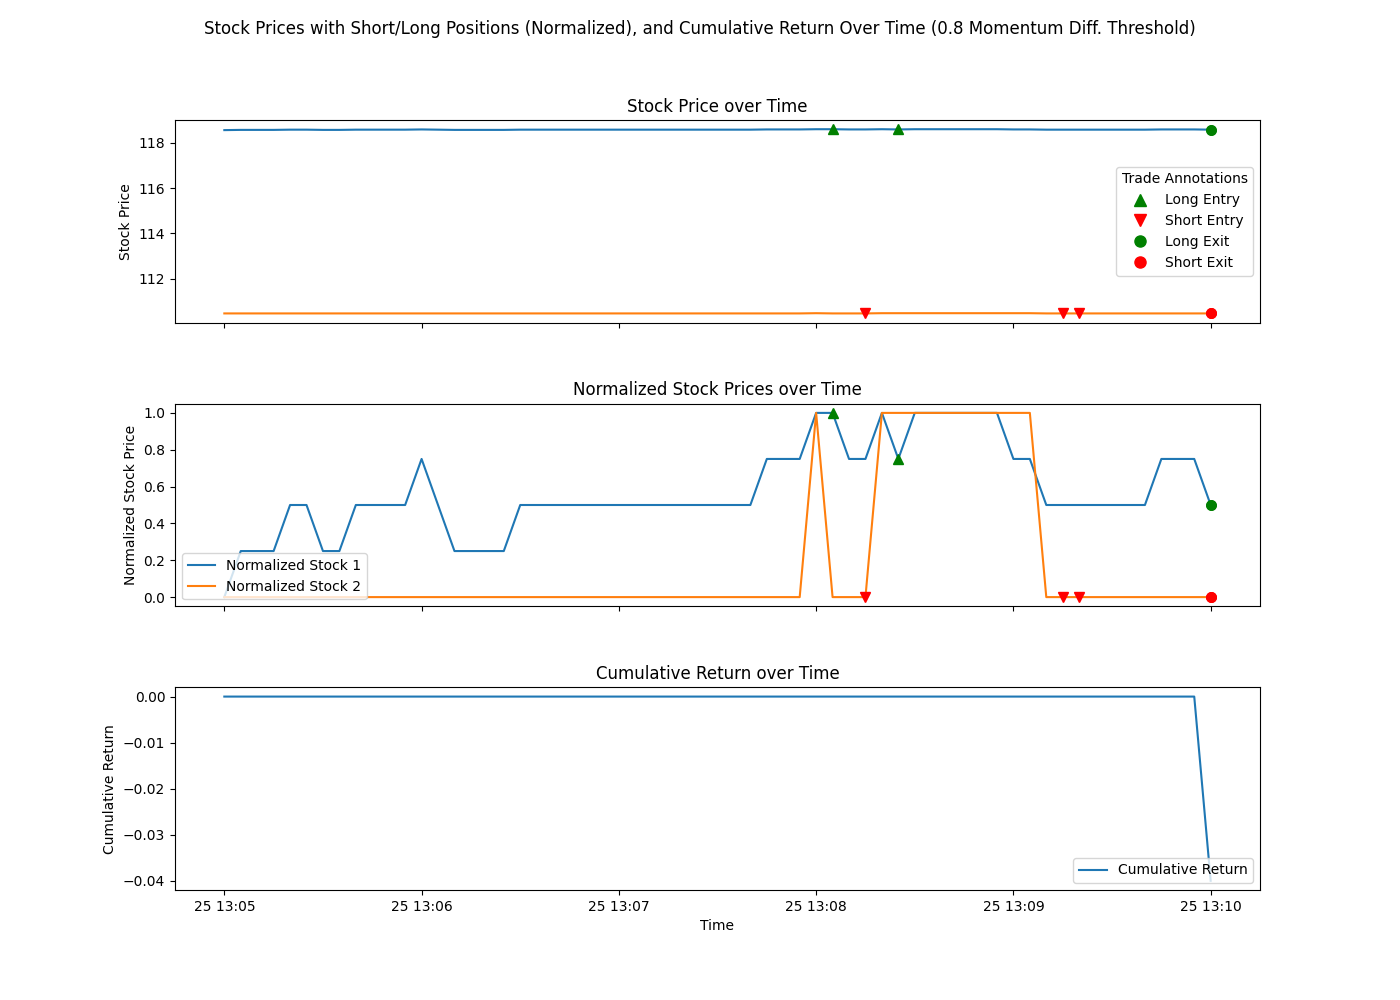 Stock Prices with Short/Long Positions (Normalized), and Cumulative Return Over Time (0.8 Momentum Diff. Threshold)
Stock Price over Time
Stock Price
118
116
114
112
Trade Annotations
Long Entry
Short Entry
Long Exit
Short Exit
Normalized Stock Prices over Time
Normalized Stock Price
1.0
0.8
0.6
0.4
0.2
0.0
Normalized Stock 1
Normalized Stock 2
Cumulative Return over Time
Cumulative Return
0.00
−0.01
−0.02
−0.03
−0.04
Cumulative Return
25 13:05
25 13:06
25 13:07
25 13:08
25 13:09
25 13:10
Time